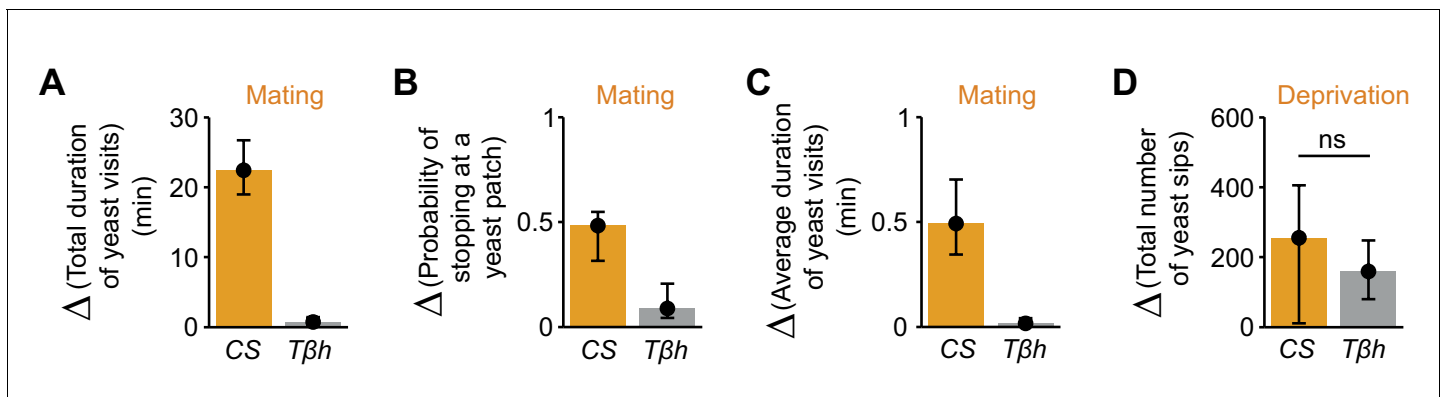 A
Mating
Δ (Total duration
of yeast visits)
(min)
30
20
10
0
CS
Tβh
B
Mating
Δ (Probability of
stopping at a
yeast patch)
1
0.5
0
CS
Tβh
C
Mating
Δ (Average duration
of yeast visits)
(min)
1
0.5
0
CS
Tβh
D
Deprivation
Δ (Total number
of yeast sips)
600
400
200
0
ns
CS
Tβh